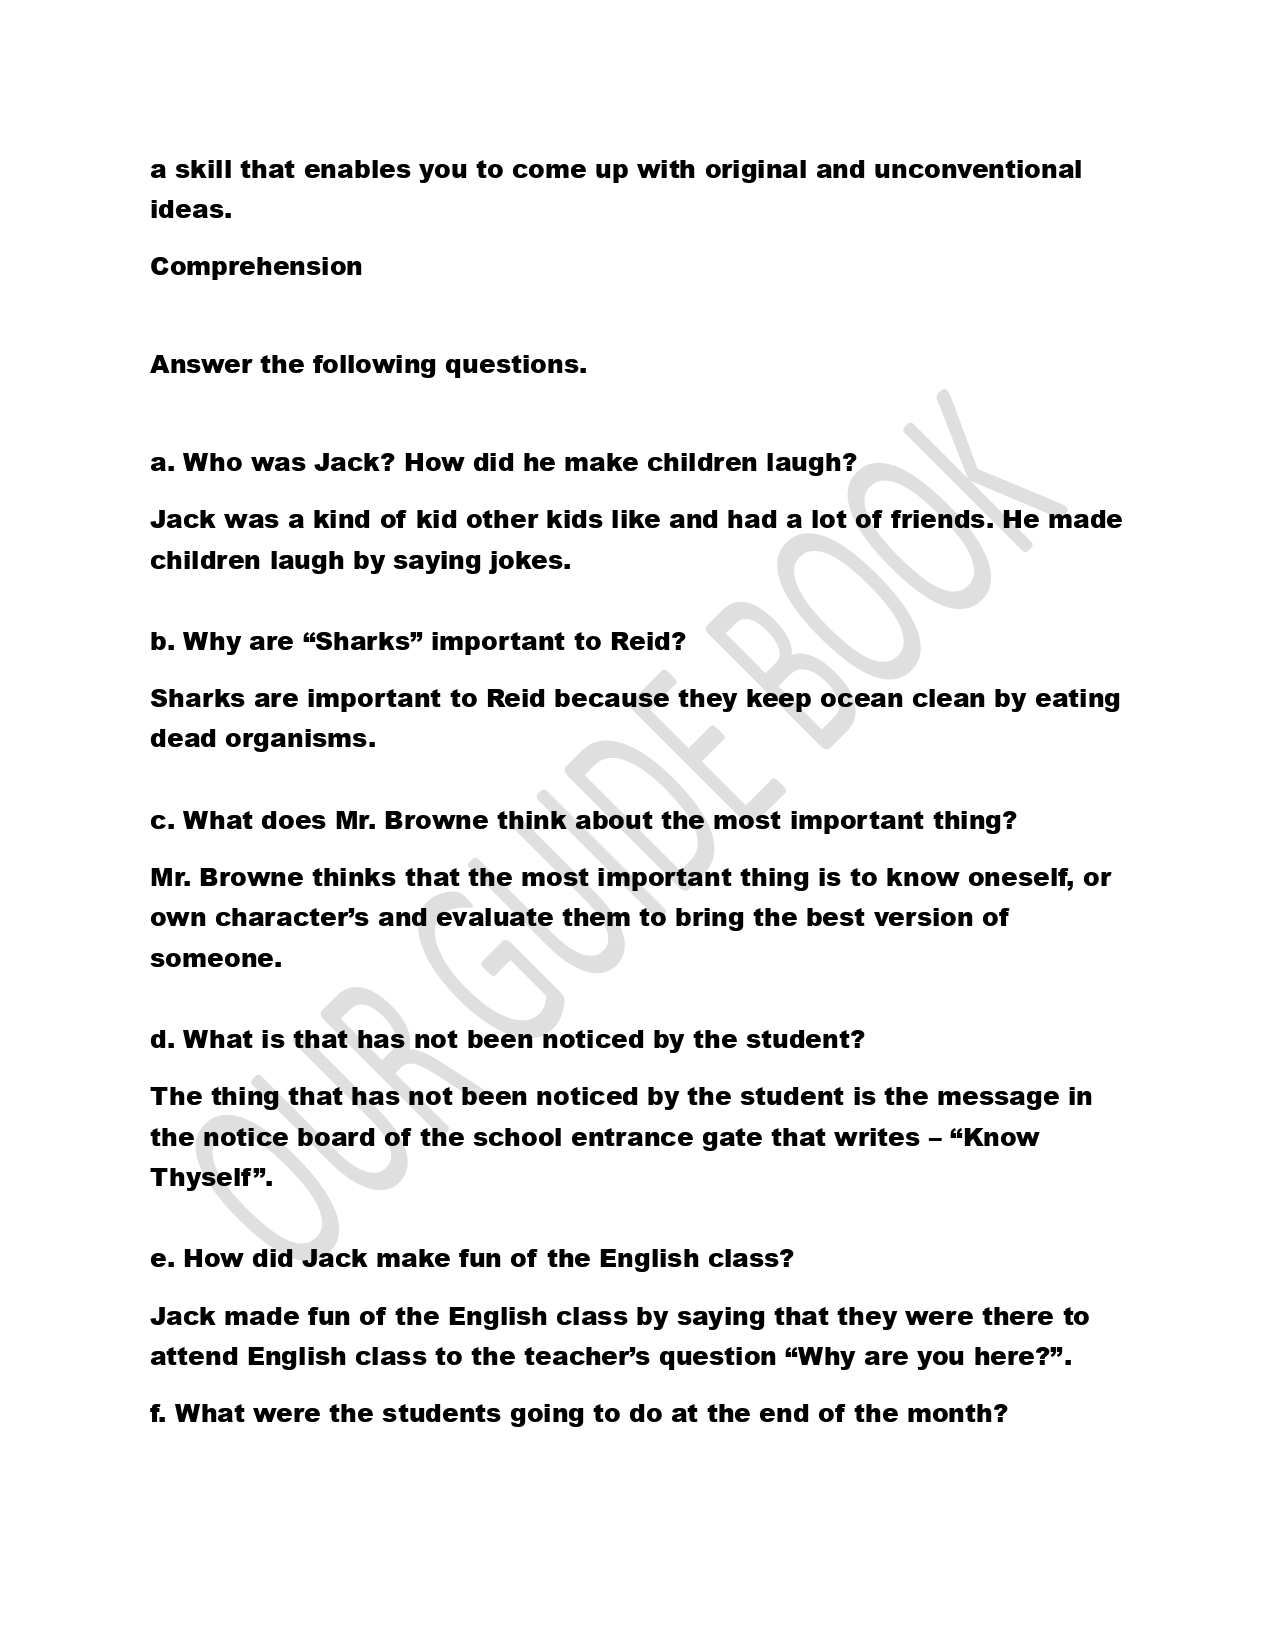 a skill that enables you to come up with original and unconventional
ideas.
Comprehension
Answer the following questions.
a. Who was Jack? How did he make children laugh?
Jack was a kind of kid other kids like and had a lot of friends. He made
children laugh by saying jokes.
b. Why are “Sharks” important to Reid?
Sharks are important to Reid because they keep ocean clean by eating
dead organisms.
c. What does Mr. Browne think about the most important thing?
Mr. Browne thinks that the most important thing is to know oneself, or
own character’s and evaluate them to bring the best version of
someone.
d. What is that has not been noticed by the student?
The thing that has not been noticed by the student is the message in
the notice board of the school entrance gate that writes – “Know
Thyself”.
e. How did Jack make fun of the English class?
Jack made fun of the English class by saying that they were there to
attend English class to the teacher’s question “Why are you here?”.
f. What were the students going to do at the end of the month?
OUR GUIDE BOOK